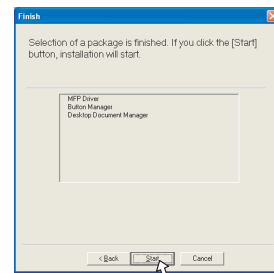 Finish
Selection of a package is finished. If you click the [Start]
button, installation will start.
MFP Driver
Button Manager
Desktop Document Manager
< Back
Start
Cancel